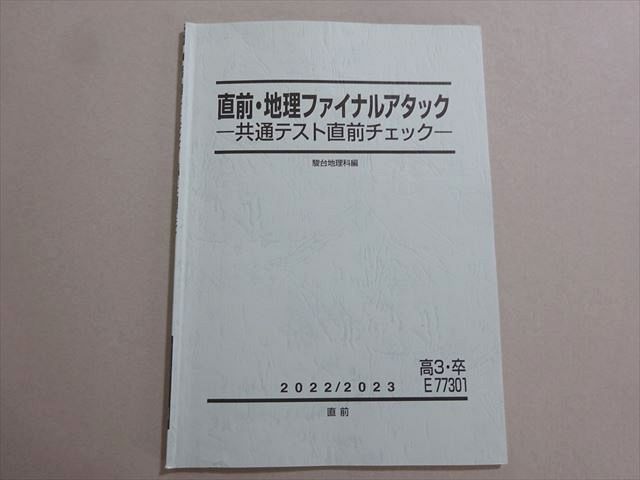 直前・地理ファイナルアタック
―共通テスト直前チェック―
駿台地理科編
高3・卒
2022/2023
E77301
直前